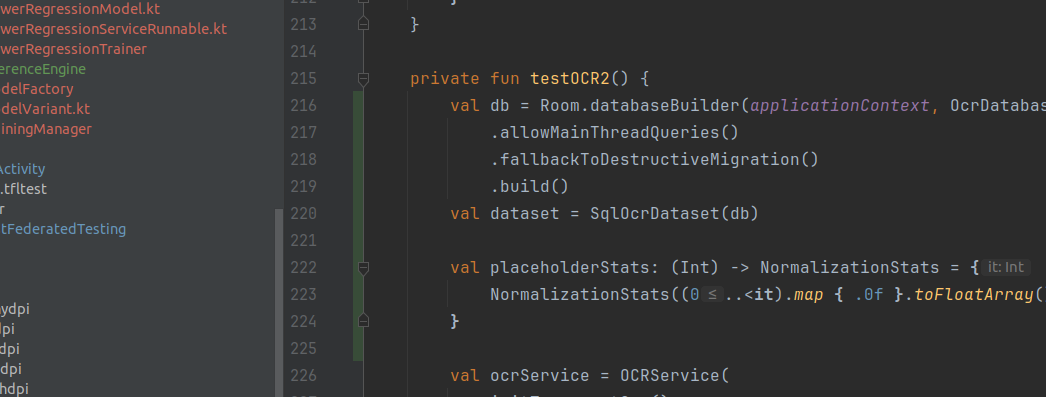 werRegressionModel.kt
werRegressionServiceRunnable.kt
werRegressionTrainer
erenceEngine
delFactory
delVariant.kt
iningManager
Activity
.tfltest
r
tFederatedTesting
ydpi
dpi
dpi
dpi
hdpi
212 }
213 }
214
215 private fun testOCR2() {
216 val db = Room.databaseBuilder(applicationContext, OcrDatabas
217 .allowMainThreadQueries()
218 .fallbackToDestructiveMigration()
219 .build()
220 val dataset = SqlOcrDataset(db)
221
222 val placeholderStats: (Int) -> NormalizationStats = { it: Int
223 NormalizationStats((0 ≤ ..<it).map { .0f }.toFloatArray(
224 }
225
226 val ocrService = OCRService(